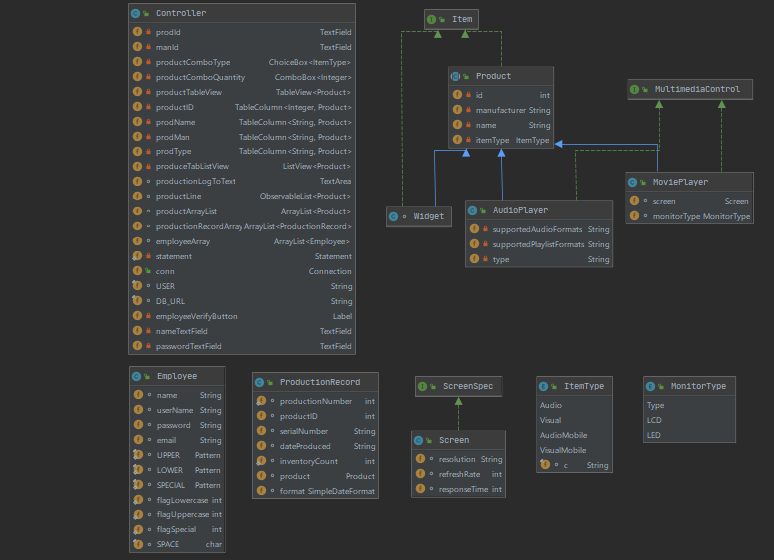 Controller
prodId TextField
manId TextField
productComboType ChoiceBox<ItemType>
productComboQuantity ComboBox<Integer>
productTableView TableView<Product>
productID TableColumn<Integer, Product>
prodName TableColumn<String, Product>
prodMan TableColumn<String, Product>
prodType TableColumn<String, Product>
produceTabListView ListView<Product>
productionLogToText TextArea
productLine ObservableList<Product>
productArrayList ArrayList<Product>
productionRecordArray ArrayList<ProductionRecord>
employeeArray ArrayList<Employee>
statement Statement
conn Connection
USER String
DB_URL String
employeeVerifyButton Label
nameTextField TextField
passwordTextField TextField
Item
Product
id int
manufacturer String
name String
itemType ItemType
MultimediaControl
Widget
AudioPlayer
supportedAudioFormats String
supportedPlaylistFormats String
type String
MoviePlayer
screen Screen
monitorType MonitorType
Employee
name String
userName String
password String
email String
UPPER Pattern
LOWER Pattern
SPECIAL Pattern
flagLowercase int
flagUppercase int
flagSpecial int
SPACE char
ProductionRecord
productionNumber int
productID int
serialNumber String
dateProduced String
inventoryCount int
product Product
format SimpleDateFormat
ScreenSpec
Screen
resolution String
refreshRate int
responseTime int
ItemType
Audio
Visual
AudioMobile
VisualMobile
c String
MonitorType
Type
LCD
LED